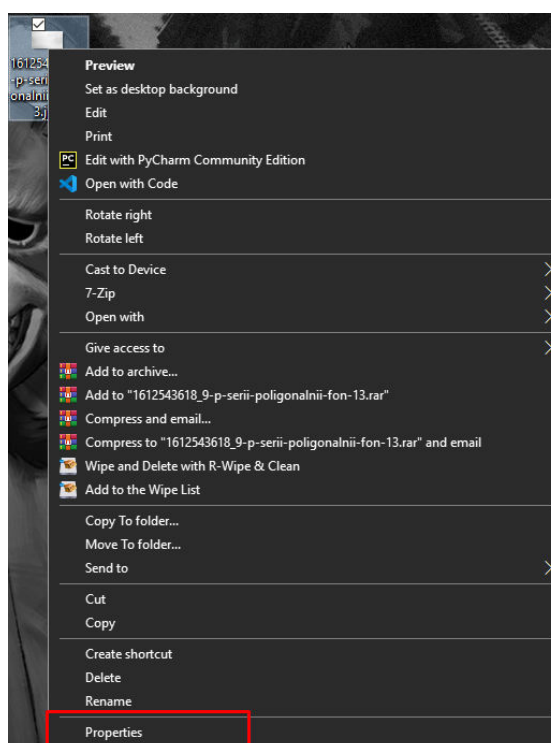 161254
-p-seri
onalnii
3.j
Preview
Set as desktop background
Edit
Print
PC
Edit with PyCharm Community Edition
Open with Code
Rotate right
Rotate left
Cast to Device
7-Zip
Open with
Give access to
Add to archive...
Add to "1612543618_9-p-serii-poligonalnii-fon-13.rar"
Compress and email...
Compress to "1612543618_9-p-serii-poligonalnii-fon-13.rar" and email
Wipe and Delete with R-Wipe & Clean
Add to the Wipe List
Copy To folder...
Move To folder...
Send to
Cut
Copy
Create shortcut
Delete
Rename
Properties